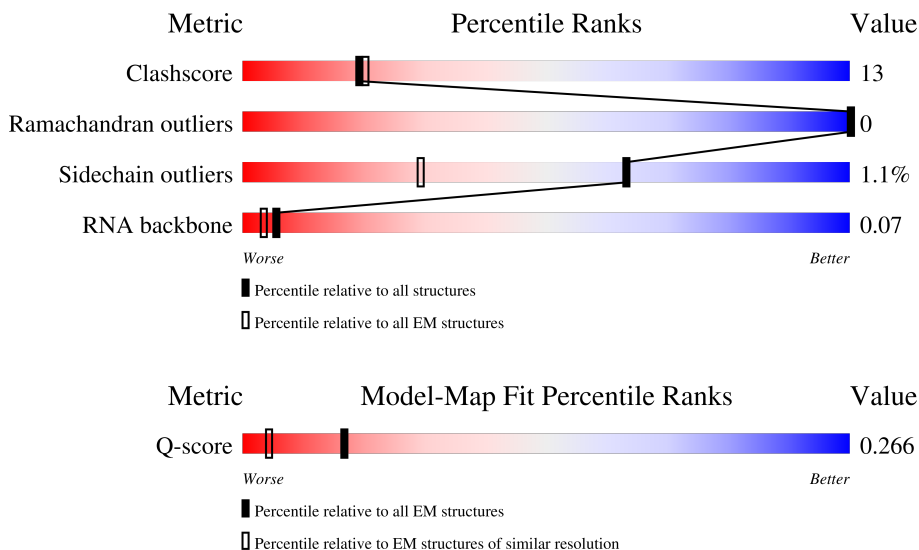 Metric Percentile Ranks Value
Clashscore 13
Ramachandran outliers 0
Sidechain outliers 1.1%
RNA backbone 0.07
Worse Better
Percentile relative to all structures
Percentile relative to all EM structures
Metric Model-Map Fit Percentile Ranks Value
Q-score 0.266
Worse Better
Percentile relative to all EM structures
Percentile relative to EM structures of similar resolution